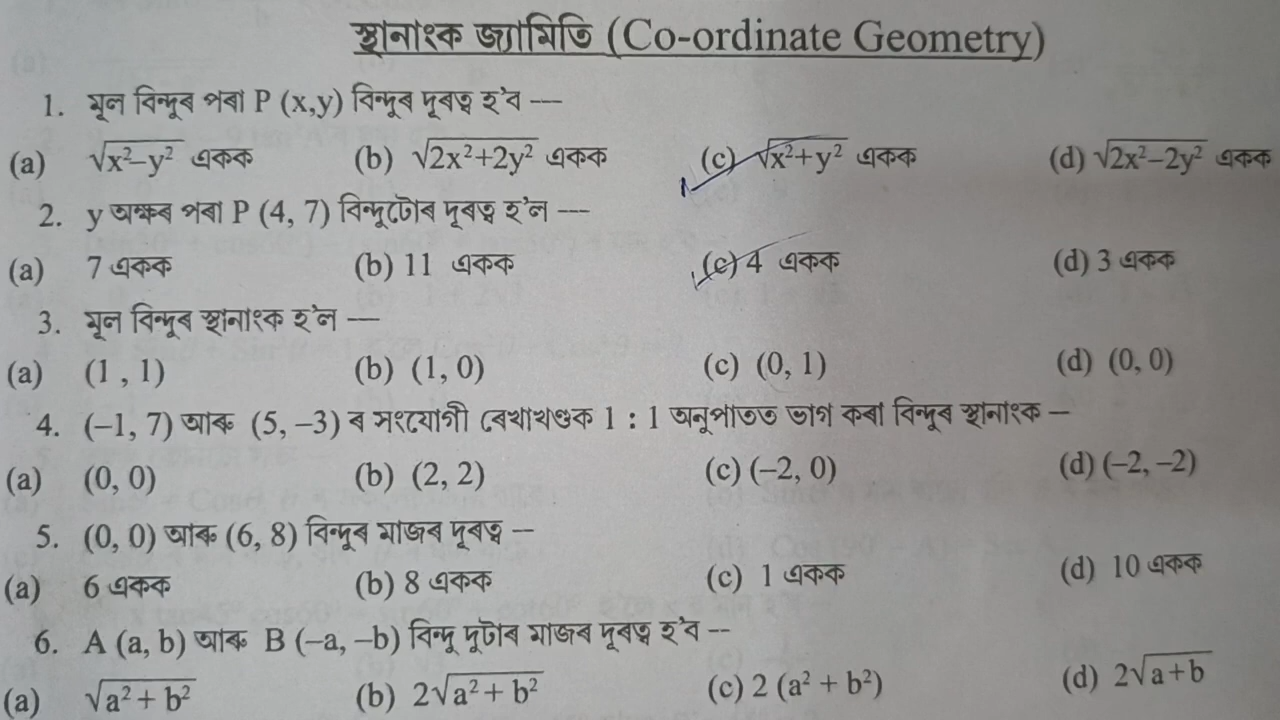 স্থানাংক জ্যামিতি (Co-ordinate Geometry)
1. মূল বিন্দুৰ পৰা P (x,y) বিন্দুৰ দূৰত্ব হ'ব ---
(a) √x²–y² একক (b) √2x²+2y² একক (c) √x²+y² একক (d) √2x²–2y² একক
2. y অক্ষৰ পৰা P (4, 7) বিন্দুটোৰ দূৰত্ব হ'ল ---
(a) 7 একক (b) 11 একক (c) 4 একক (d) 3 একক
3. মূল বিন্দুৰ স্থানাংক হ'ল —
(a) (1 , 1) (b) (1, 0) (c) (0, 1) (d) (0, 0)
4. (–1, 7) আৰু (5, –3) ৰ সংযোগী ৰেখাখণ্ডক 1 : 1 অনুপাতত ভাগ কৰা বিন্দুৰ স্থানাংক –
(a) (0, 0) (b) (2, 2) (c) (–2, 0) (d) (–2, –2)
5. (0, 0) আৰু (6, 8) বিন্দুৰ মাজৰ দূৰত্ব –
(a) 6 একক (b) 8 একক (c) 1 একক (d) 10 একক
6. A (a, b) আৰু B (–a, –b) বিন্দু দুটাৰ মাজৰ দূৰত্ব হ'ব --
(a) √a² + b² (b) 2√a² + b² (c) 2 (a² + b²) (d) 2√a+b